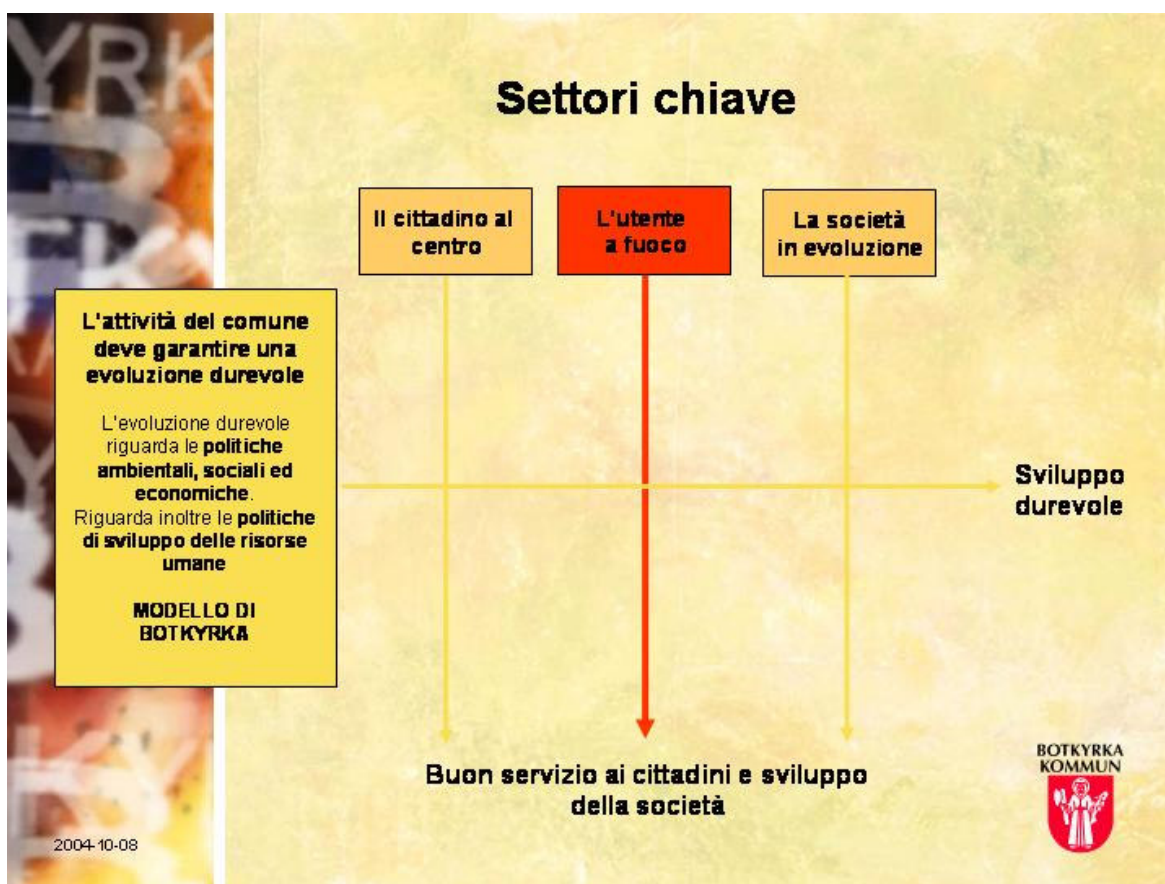 Settori chiave
Il cittadino al
centro
L'utente
a fuoco
La società
in evoluzione
L'attività del comune
deve garantire una
evoluzione durevole
L'evoluzione durevole
riguarda le politiche
ambientali, sociali ed
economiche.
Riguarda inoltre le politiche
di sviluppo delle risorse
umane
MODELLO DI
BOTKYRKA
Sviluppo
durevole
Buon servizio ai cittadini e sviluppo
della società
BOTKYRKA
KOMMUN
2004-10-08
YRK